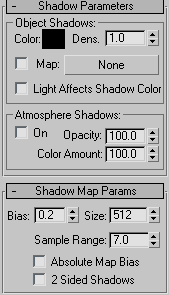 - Shadow Parameters
Object Shadows:
Color: Dens. 1.0
Map: None
Light Affects Shadow Color
Atmosphere Shadows:
On Opacity: 100.0
Color Amount: 100.0
- Shadow Map Params
Bias: 0.2 Size: 512
Sample Range: 7.0
Absolute Map Bias
2 Sided Shadows